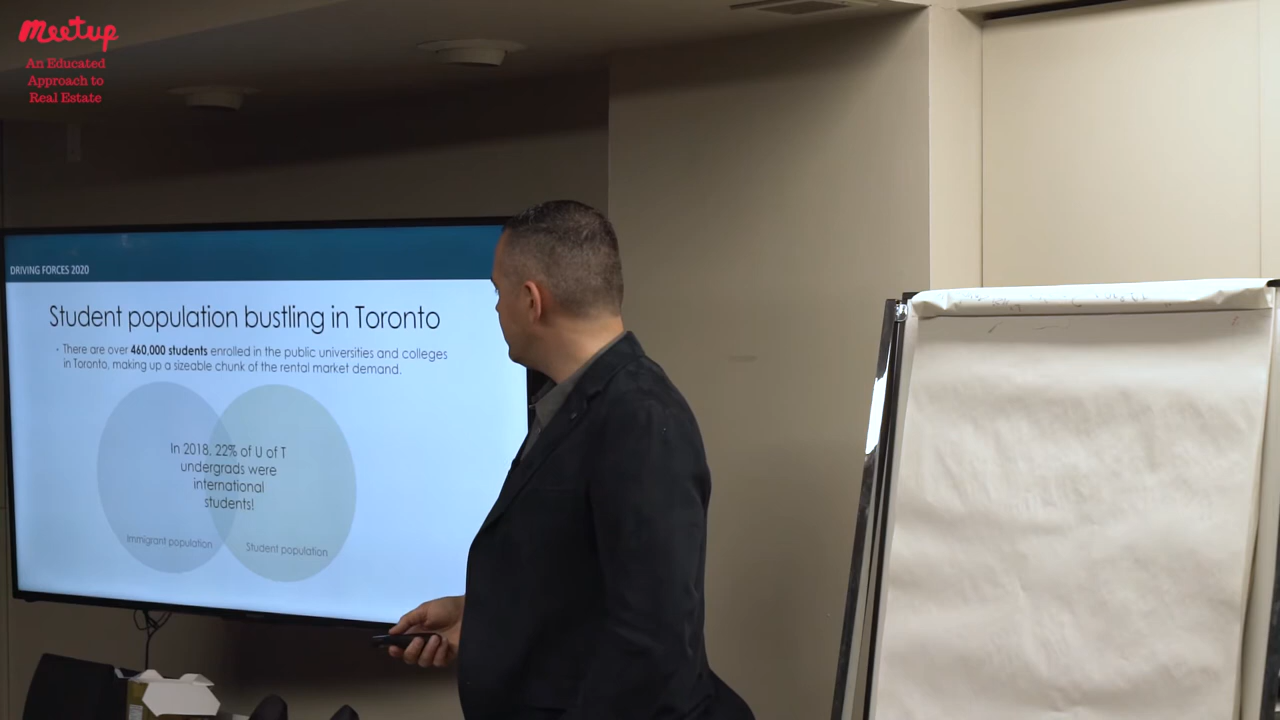 Meetup
An Educated
Approach to
Real Estate
DRIVING FORCES 2020
Student population bustling in Toronto
• There are over 460,000 students enrolled in the public universities and colleges
in Toronto, making up a sizeable chunk of the rental market demand.
In 2018, 22% of U of T
undergrads were
international
students!
Immigrant population
Student population